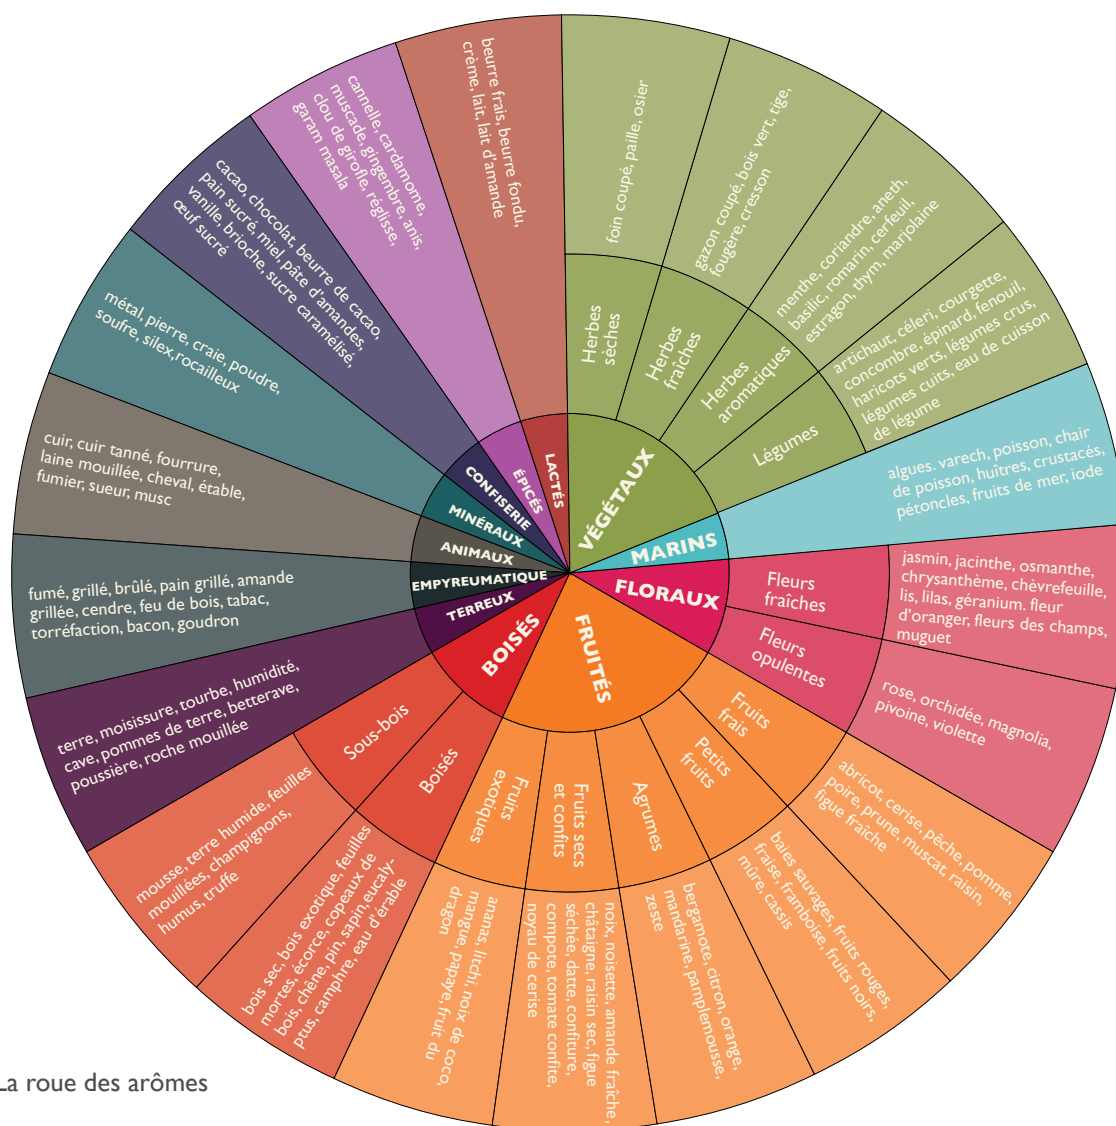 VÉGÉTAUX
Herbes
sèches
foin coupé, paille, osier
Herbes
fraîches
gazon coupé, bois vert, tige,
fougère, cresson
Herbes
aromatiques
menthe, coriandre, aneth,
basilic, romarin, cerfeuil,
estragon, thym, marjolaine
Légumes
artichaut, céleri, courgette,
concombre, épinard, fenouil,
haricots verts, légumes crus,
légumes cuits, eau de cuisson
de légume
MARINS
algues. varech, poisson, chair
de poisson, huîtres, crustacés,
pétoncles, fruits de mer, iode
FLORAUX
Fleurs
fraîches
jasmin, jacinthe, osmanthe,
chrysanthème, chèvrefeuille,
lis, lilas, géranium. fleur
d'oranger, fleurs des champs,
muguet
Fleurs
opulentes
rose, orchidée, magnolia,
pivoine, violette
FRUITÉS
Fruits
frais
abricot, cerise, pêche, pomme,
poire, prune, muscat, raisin,
figue fraîche
Petits
fruits
baies sauvages, fruits rouges,
fraise, framboise, fruits noirs,
mûre, cassis
Agrumes
bergamote, citron, orange,
mandarine, pamplemousse,
zeste
Fruits secs
et confits
noix, noisette, amande fraîche,
châtaigne, raisin sec, figue
séchée, datte, confiture,
compote, tomate confite,
noyau de cerise
Fruits
exotiques
ananas, litchi, noix de coco,
mangue, papaye, fruit du
dragon
BOISÉS
Boisés
bois sec, bois exotique, feuilles
mortes, écorce, copeaux de
bois, chêne, pin, sapin, eucaly-
ptus, camphre, eau d'érable
Sous-bois
mousse, terre humide, feuilles
mouillées, champignons,
humus, truffe
TERREUX
terre, moisissure, tourbe, humidité,
cave, pommes de terre, betterave,
poussière, roche mouillée
EMPYREUMATIQUE
fumé, grillé, brûlé, pain grillé, amande
grillée, cendre, feu de bois, tabac,
torréfaction, bacon, goudron
ANIMAUX
cuir, cuir tanné, fourrure,
laine mouillée, cheval, étable,
fumier, sueur, musc
MINÉRAUX
métal, pierre, craie, poudre,
soufre, silex,rocailleux
CONFISERIE
cacao, chocolat, beurre de cacao,
pain sucré, miel, pâte d'amandes,
vanille, brioche, sucre caramélisé,
œuf sucré
ÉPICÉS
cannelle, cardamome,
muscade, gingembre, anis,
clou de girofle, réglisse,
garam masala
LACTÉS
beurre frais, beurre fondu,
crème, lait, lait d'amande
La roue des arômes